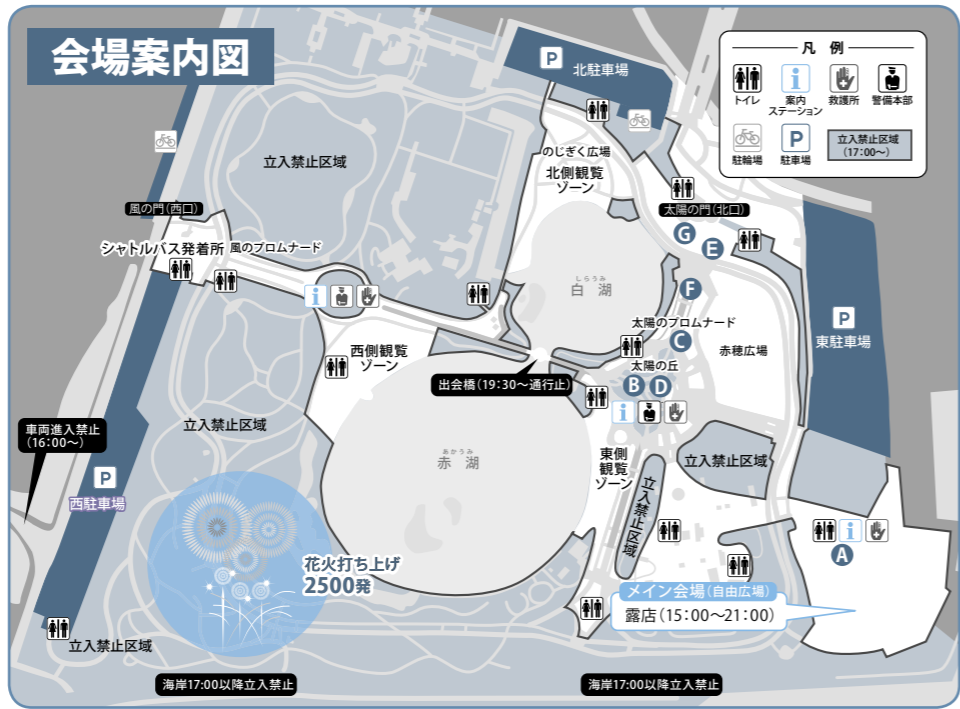 会場案内図
凡 例
トイレ
案内
ステーション
救護所
警備本部
駐輪場
P
駐車場
立入禁止区域
（17：00～）
P
北駐車場
立入禁止区域
のじぎく広場
北側観覧
ゾーン
風の門（西口）
太陽の門（北口）
シャトルバス発着所
風のプロムナード
G
E
しらうみ
白 湖
F
太陽のプロムナード
C
赤穂広場
P
東駐車場
西側観覧
ゾーン
太陽の丘
B
D
出会橋（19：30～通行止）
車両進入禁止
（16：00～）
立入禁止区域
あかうみ
赤 湖
東側
観覧
ゾーン
立入禁止区域
立入禁止区域
P
西駐車場
A
花火打ち上げ
2500発
メイン会場（自由広場）
露店（15：00～21：00）
立入禁止区域
海岸17:00以降立入禁止
海岸17:00以降立入禁止